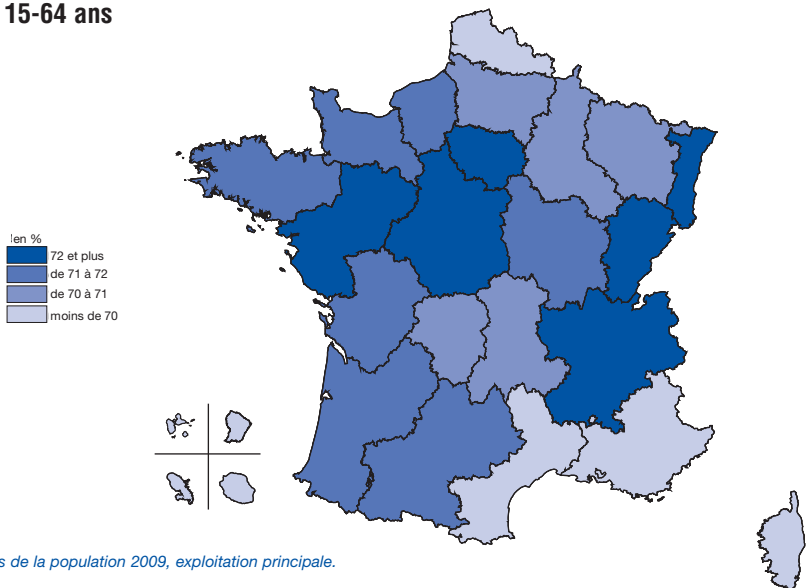 15-64 ans
en %
72 et plus
de 71 à 72
de 70 à 71
moins de 70
s de la population 2009, exploitation principale.